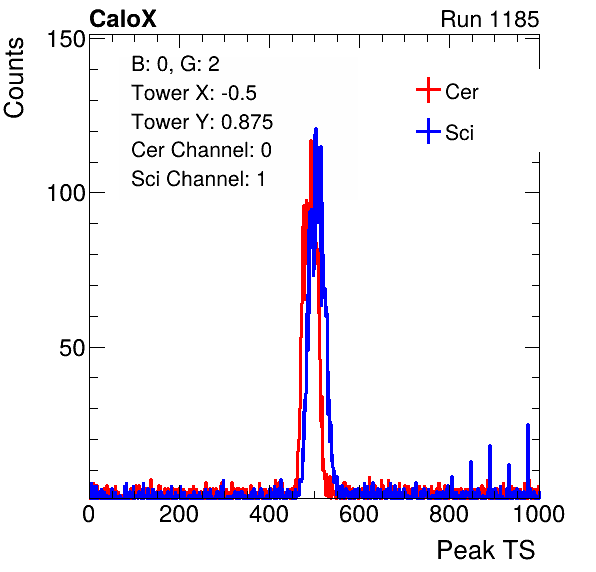 CaloX Run 1185
150
100
50
Counts
B: 0, G: 2
Tower X: -0.5
Tower Y: 0.875
Cer Channel: 0
Sci Channel: 1
Cer
Sci
0 200 400 600 800 1000
Peak TS